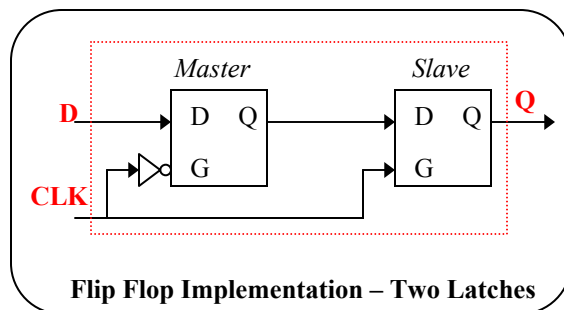 Master Slave
D D Q D Q Q
G G
CLK
Flip Flop Implementation – Two Latches